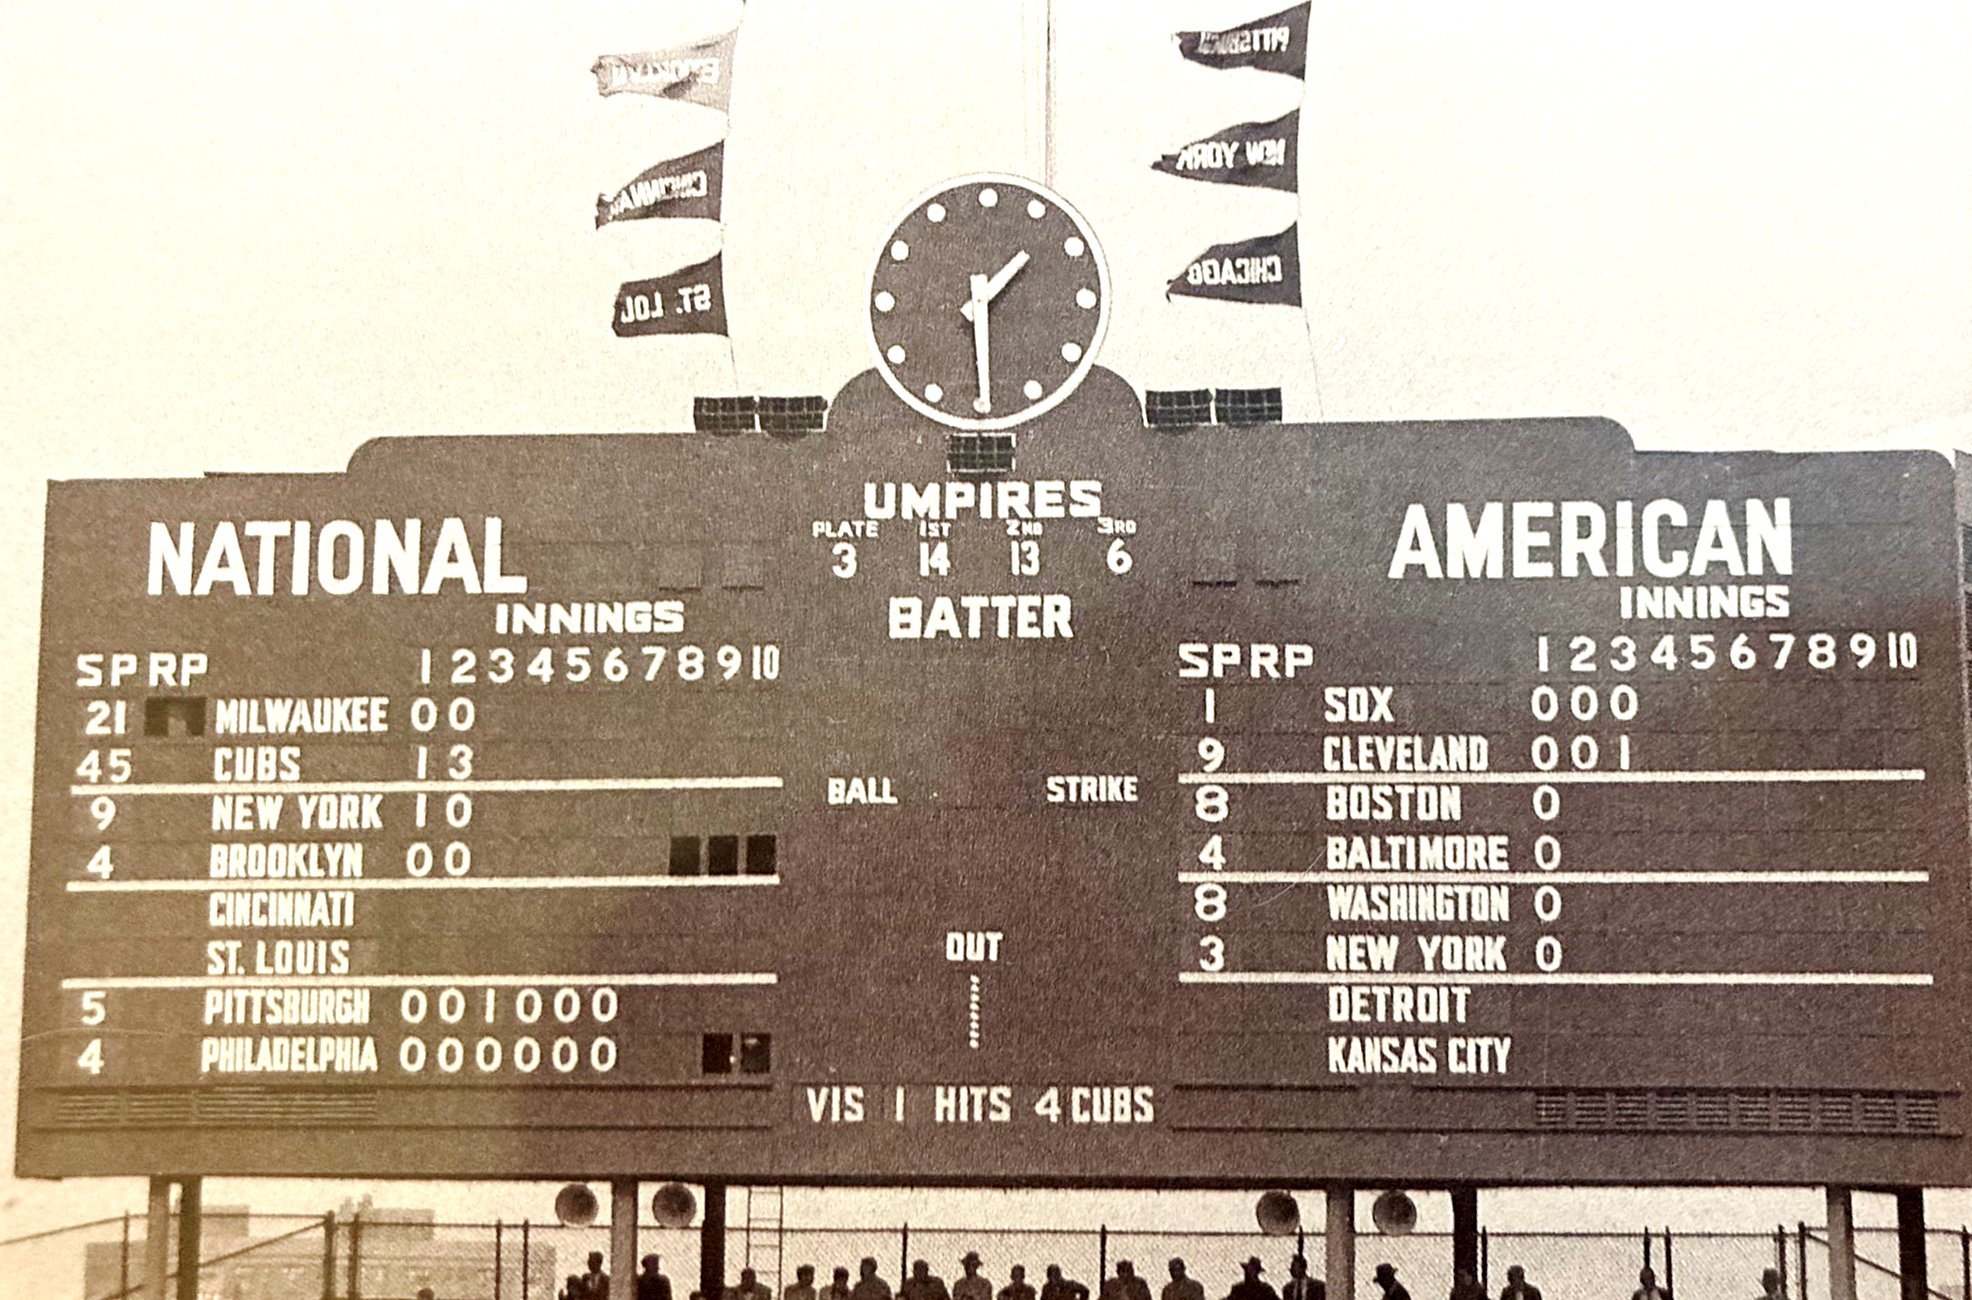 BROOKLYN
PITTSBURGH
CINCINNATI
NEW YORK
ST. LOU
CHICAGO
UMPIRES
PLATE 1ST 2ND 3RD
3 14 13 6
BATTER
BALL STRIKE
OUT
VIS 1 HITS 4 CUBS
NATIONAL
INNINGS
SP RP 1 2 3 4 5 6 7 8 9 10
21 MILWAUKEE 0 0
45 CUBS 1 3
9 NEW YORK 1 0
4 BROOKLYN 0 0
CINCINNATI
ST. LOUIS
5 PITTSBURGH 0 0 1 0 0 0
4 PHILADELPHIA 0 0 0 0 0 0
AMERICAN
INNINGS
SP RP 1 2 3 4 5 6 7 8 9 10
1 SOX 0 0 0
9 CLEVELAND 0 0 1
8 BOSTON 0
4 BALTIMORE 0
8 WASHINGTON 0
3 NEW YORK 0
DETROIT
KANSAS CITY